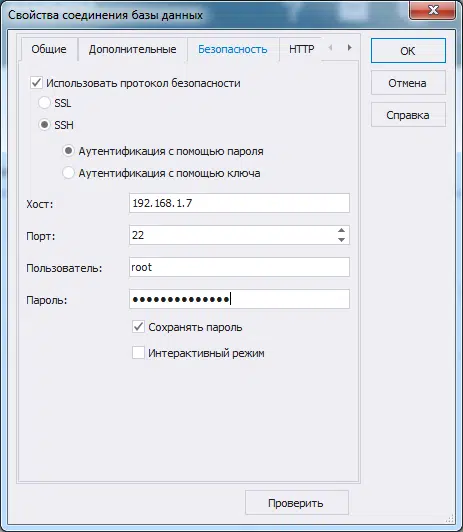 Свойства соединения базы данных
Общие Дополнительные Безопасность HTTP
OK
Использовать протокол безопасности
Отмена
SSL
Справка
SSH
Аутентификация с помощью пароля
Аутентификация с помощью ключа
Хост: 192.168.1.7
Порт: 22
Пользователь: root
Пароль: ●●●●●●●●●●●●●●
Сохранять пароль
Интерактивный режим
Проверить